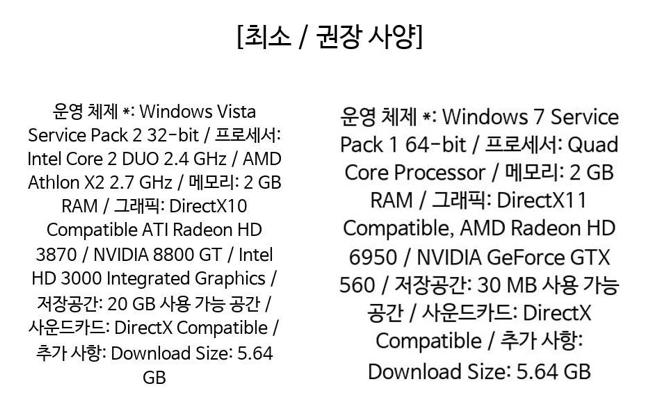 [최소 / 권장 사양]
운영 체제 *: Windows Vista
Service Pack 2 32-bit / 프로세서:
Intel Core 2 DUO 2.4 GHz / AMD
Athlon X2 2.7 GHz / 메모리: 2 GB
RAM / 그래픽: DirectX10
Compatible ATI Radeon HD
3870 / NVIDIA 8800 GT / Intel
HD 3000 Integrated Graphics /
저장공간: 20 GB 사용 가능 공간 /
사운드카드: DirectX Compatible /
추가 사항: Download Size: 5.64
GB
운영 체제 *: Windows 7 Service
Pack 1 64-bit / 프로세서: Quad
Core Processor / 메모리: 2 GB
RAM / 그래픽: DirectX11
Compatible, AMD Radeon HD
6950 / NVIDIA GeForce GTX
560 / 저장공간: 30 MB 사용 가능
공간 / 사운드카드: DirectX
Compatible / 추가 사항:
Download Size: 5.64 GB